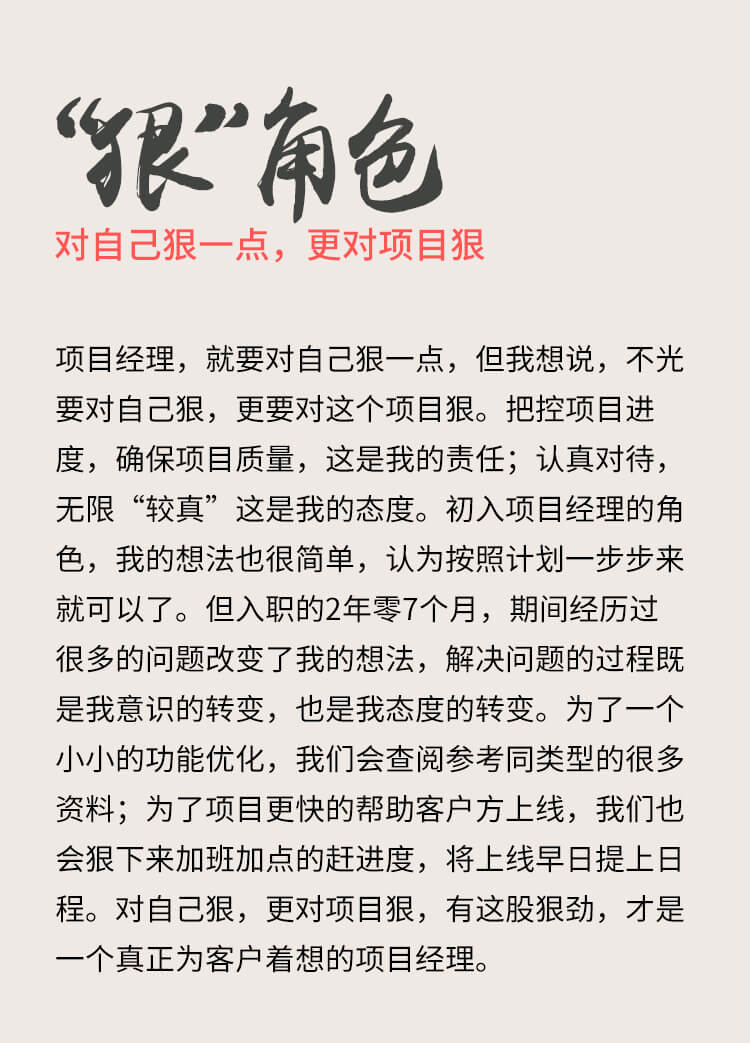 “狠”角色
对自己狠一点，更对项目狠
项目经理，就要对自己狠一点，但我想说，不光
要对自己狠，更要对这个项目狠。把控项目进
度，确保项目质量，这是我的责任；认真对待，
无限“较真”这是我的态度。初入项目经理的角
色，我的想法也很简单，认为按照计划一步步来
就可以了。但入职的2年零7个月，期间经历过
很多的问题改变了我的想法，解决问题的过程既
是我意识的转变，也是我态度的转变。为了一个
小小的功能优化，我们会查阅参考同类型的很多
资料；为了项目更快的帮助客户方上线，我们也
会狠下来加班加点的赶进度，将上线早日提上日
程。对自己狠，更对项目狠，有这股狠劲，才是
一个真正为客户着想的项目经理。